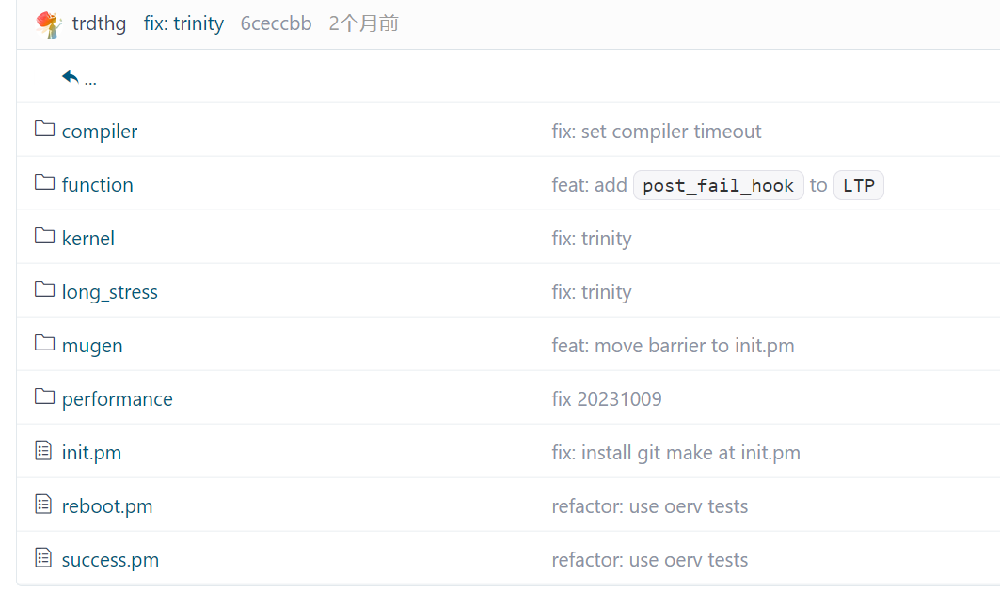 trdthg fix: trinity 6ceccbb 2个月前
...
compiler fix: set compiler timeout
function feat: add post_fail_hook to LTP
kernel fix: trinity
long_stress fix: trinity
mugen feat: move barrier to init.pm
performance fix 20231009
init.pm fix: install git make at init.pm
reboot.pm refactor: use oerv tests
success.pm refactor: use oerv tests